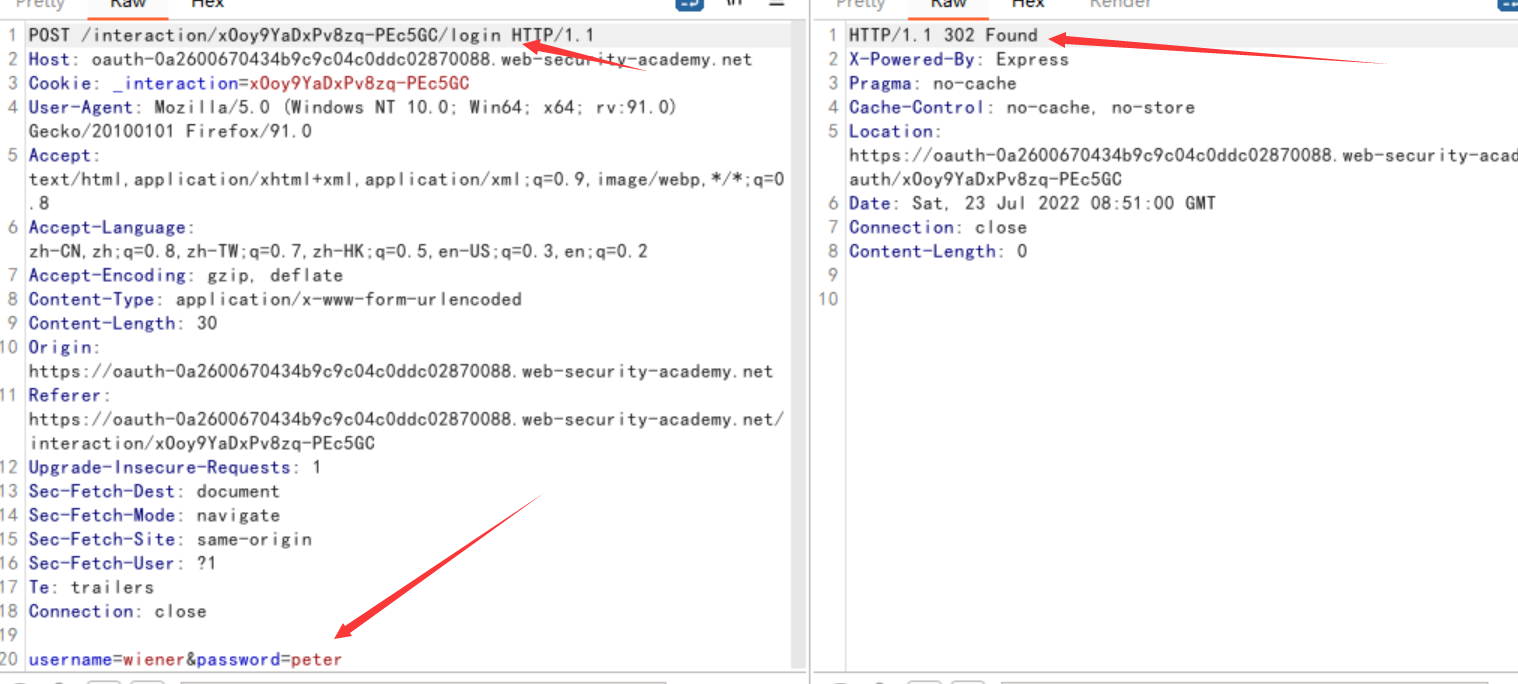 Pretty Raw Hex \n
1 POST /interaction/xOoy9YaDxPv8zq-PEc5GC/login HTTP/1.1
2 Host: oauth-0a2600670434b9c9c04c0ddc02870088.web-security-academy.net
3 Cookie: _interaction=xOoy9YaDxPv8zq-PEc5GC
4 User-Agent: Mozilla/5.0 (Windows NT 10.0; Win64; x64; rv:91.0)
Gecko/20100101 Firefox/91.0
5 Accept:
text/html,application/xhtml+xml,application/xml;q=0.9,image/webp,*/*;q=0
.8
6 Accept-Language:
zh-CN,zh;q=0.8,zh-TW;q=0.7,zh-HK;q=0.5,en-US;q=0.3,en;q=0.2
7 Accept-Encoding: gzip, deflate
8 Content-Type: application/x-www-form-urlencoded
9 Content-Length: 30
10 Origin:
https://oauth-0a2600670434b9c9c04c0ddc02870088.web-security-academy.net
11 Referer:
https://oauth-0a2600670434b9c9c04c0ddc02870088.web-security-academy.net/
interaction/xOoy9YaDxPv8zq-PEc5GC
12 Upgrade-Insecure-Requests: 1
13 Sec-Fetch-Dest: document
14 Sec-Fetch-Mode: navigate
15 Sec-Fetch-Site: same-origin
16 Sec-Fetch-User: ?1
17 Te: trailers
18 Connection: close
19
20 username=wiener&password=peter
Pretty Raw Hex Render
1 HTTP/1.1 302 Found
2 X-Powered-By: Express
3 Pragma: no-cache
4 Cache-Control: no-cache, no-store
5 Location:
https://oauth-0a2600670434b9c9c04c0ddc02870088.web-security-acad
auth/xOoy9YaDxPv8zq-PEc5GC
6 Date: Sat, 23 Jul 2022 08:51:00 GMT
7 Connection: close
8 Content-Length: 0
9
10